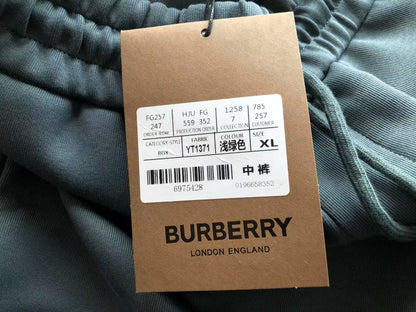 FG257 HJU FG 1258 785
247 559 352 7 257
ORDER ROW PRODUCTION ORDER COLLECTION CUSTOMER
CATEGORY-STYLE FABRIC COLOUR SIZE
YT1371 浅绿色 XL
中裤
6975428 0196658352
BURBERRY
LONDON ENGLAND